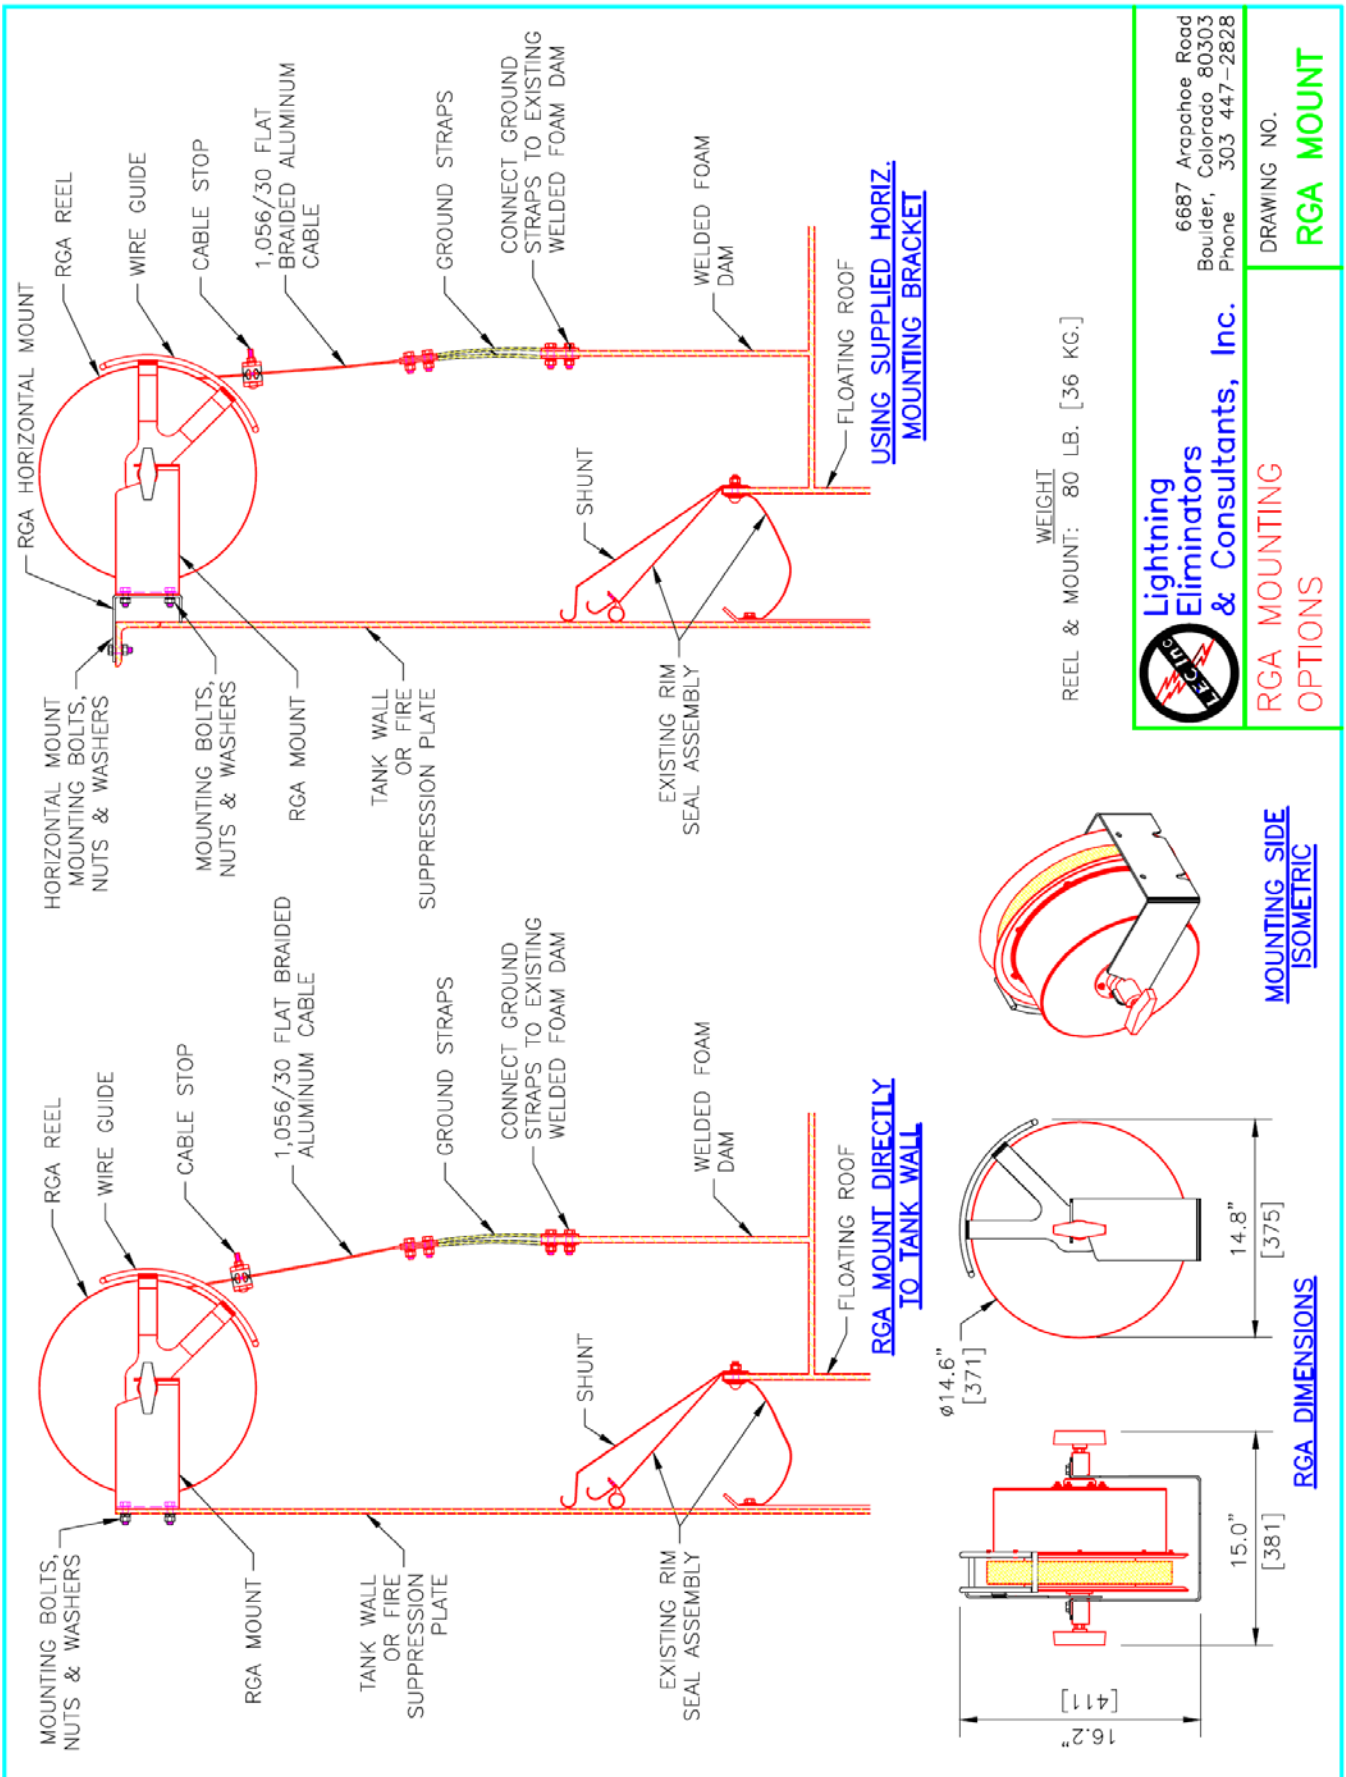 MOUNTING BOLTS,
NUTS & WASHERS
RGA MOUNT
TANK WALL
OR FIRE
SUPPRESSION
PLATE
EXISTING RIM
SEAL ASSEMBLY
RGA REEL
WIRE GUIDE
CABLE STOP
1,056/30 FLAT BRAIDED
ALUMINUM CABLE
GROUND STRAPS
CONNECT GROUND
STRAPS TO EXISTING
WELDED FOAM DAM
SHUNT
WELDED FOAM
DAM
FLOATING ROOF
RGA MOUNT DIRECTLY
TO TANK WALL
HORIZONTAL MOUNT
MOUNTING BOLTS,
NUTS & WASHERS
MOUNTING BOLTS,
NUTS & WASHERS
RGA MOUNT
TANK WALL
OR FIRE
SUPPRESSION PLATE
EXISTING RIM
SEAL ASSEMBLY
RGA HORIZONTAL MOUNT
RGA REEL
WIRE GUIDE
CABLE STOP
1,056/30 FLAT
BRAIDED ALUMINUM
CABLE
GROUND STRAPS
CONNECT GROUND
STRAPS TO EXISTING
WELDED FOAM DAM
SHUNT
WELDED FOAM
DAM
FLOATING ROOF
USING SUPPLIED HORIZ.
MOUNTING BRACKET
16.2"
[411]
15.0"
[381]
ø14.6"
[371]
14.8"
[375]
RGA DIMENSIONS
MOUNTING SIDE
ISOMETRIC
WEIGHT
REEL & MOUNT: 80 LB. [36 KG.]
LEC Inc
Lightning
Eliminators
& Consultants, Inc.
6687 Arapahoe Road
Boulder, Colorado 80303
Phone 303 447-2828
RGA MOUNTING
OPTIONS
DRAWING NO.
RGA MOUNT